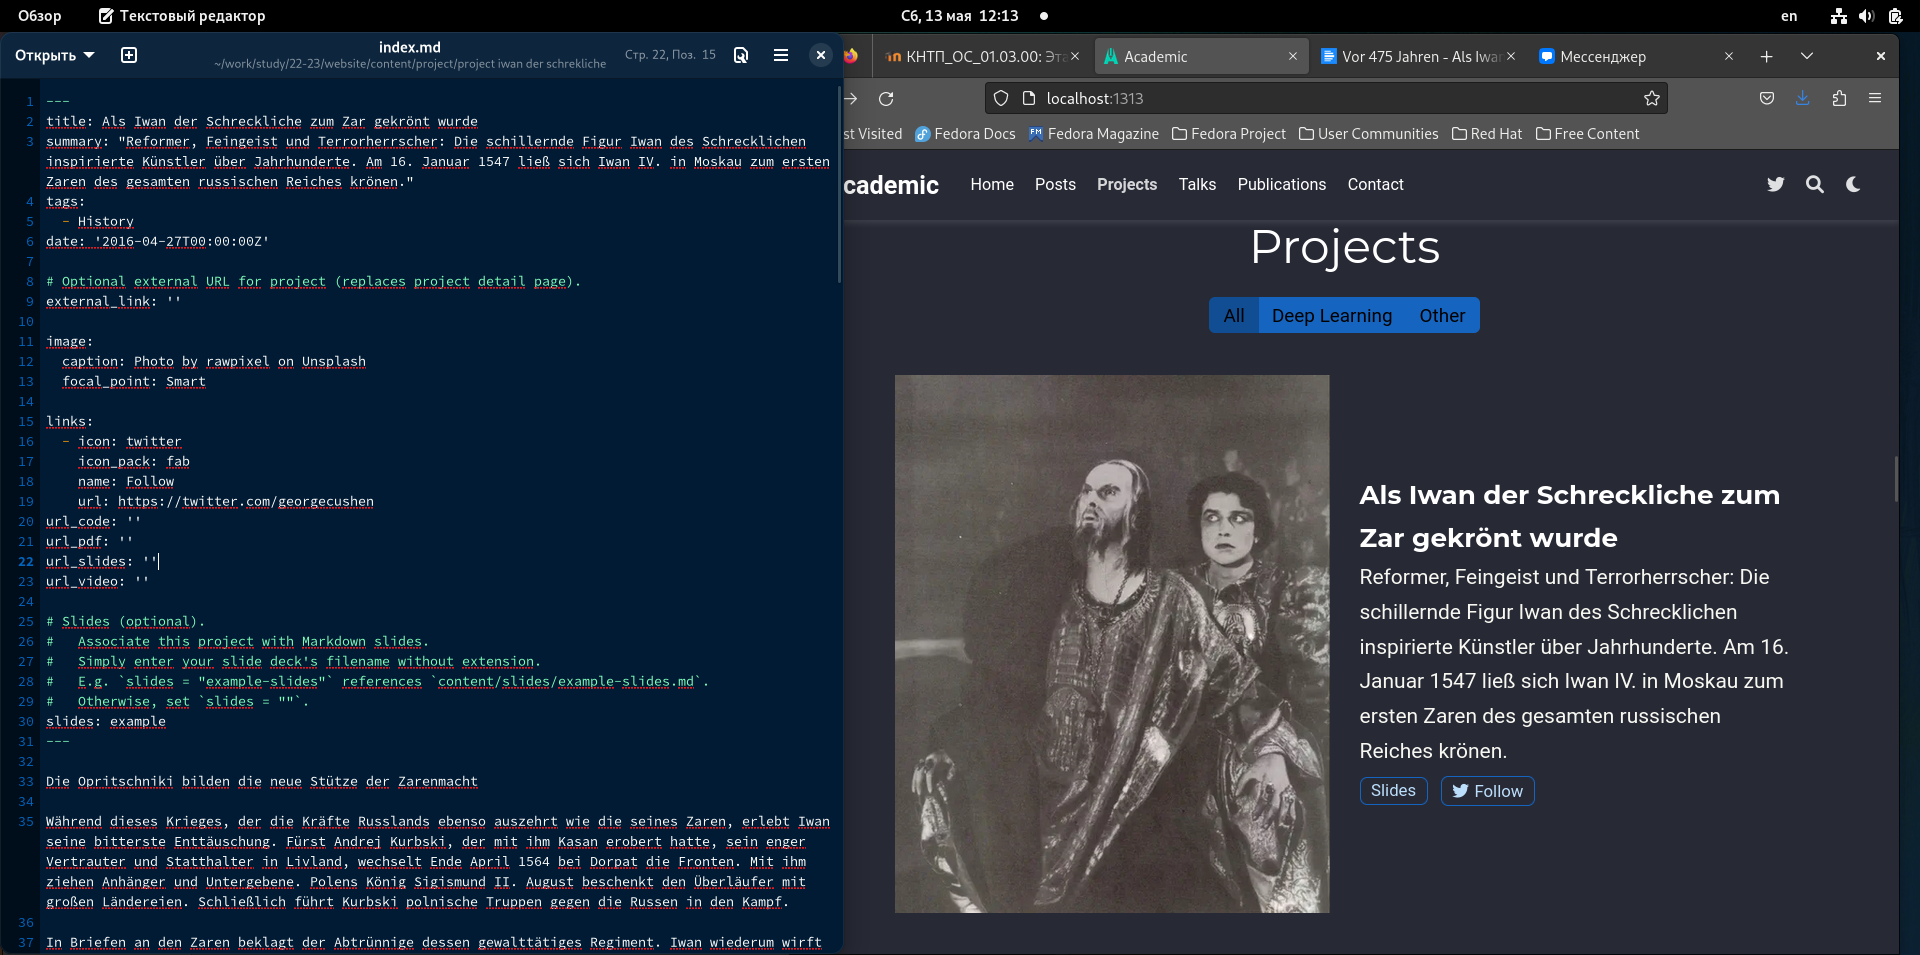 Обзор
Текстовый редактор
Сб, 13 мая 12:13
en
Открыть
index.md
~/work/study/22-23/website/content/project/project iwan der schrekliche
Стр. 22, Поз. 15
1 ---
2 title: Als Iwan der Schreckliche zum Zar gekrönt wurde
3 summary: "Reformer, Feingeist und Terrorherrscher: Die schillernde Figur Iwan des Schrecklichen
inspirierte Künstler über Jahrhunderte. Am 16. Januar 1547 ließ sich Iwan IV. in Moskau zum ersten
Zaren des gesamten russischen Reiches krönen."
4 tags:
5 - History
6 date: '2016-04-27T00:00:00Z'
7
8 # Optional external URL for project (replaces project detail page).
9 external_link: ''
10
11 image:
12 caption: Photo by rawpixel on Unsplash
13 focal_point: Smart
14
15 links:
16 - icon: twitter
17 icon_pack: fab
18 name: Follow
19 url: https://twitter.com/georgecushen
20 url_code: ''
21 url_pdf: ''
22 url_slides: ''
23 url_video: ''
24
25 # Slides (optional).
26 # Associate this project with Markdown slides.
27 # Simply enter your slide deck's filename without extension.
28 # E.g. `slides = "example-slides"` references `content/slides/example-slides.md`.
29 # Otherwise, set `slides = ""`.
30 slides: example
31 ---
32
33 Die Opritschniki bilden die neue Stütze der Zarenmacht
34
35 Während dieses Krieges, der die Kräfte Russlands ebenso auszehrt wie die seines Zaren, erlebt Iwan
seine bitterste Enttäuschung. Fürst Andrej Kurbski, der mit ihm Kasan erobert hatte, sein enger
Vertrauter und Statthalter in Livland, wechselt Ende April 1564 bei Dorpat die Fronten. Mit ihm
ziehen Anhänger und Untergebene. Polens König Sigismund II. August beschenkt den Überläufer mit
großen Ländereien. Schließlich führt Kurbski polnische Truppen gegen die Russen in den Kampf.
36
37 In Briefen an den Zaren beklagt der Abtrünnige dessen gewalttätiges Regiment. Iwan wiederum wirft
КНТП_ОС_01.03.00: Эта
Academic
Vor 475 Jahren - Als Iwan
Мессенджер
localhost:1313
st Visited
Fedora Docs
Fedora Magazine
Fedora Project
User Communities
Red Hat
Free Content
cademic
Home
Posts
Projects
Talks
Publications
Contact
Projects
All
Deep Learning
Other
Als Iwan der Schreckliche zum
Zar gekrönt wurde
Reformer, Feingeist und Terrorherrscher: Die
schillernde Figur Iwan des Schrecklichen
inspirierte Künstler über Jahrhunderte. Am 16.
Januar 1547 ließ sich Iwan IV. in Moskau zum
ersten Zaren des gesamten russischen
Reiches krönen.
Slides
Follow